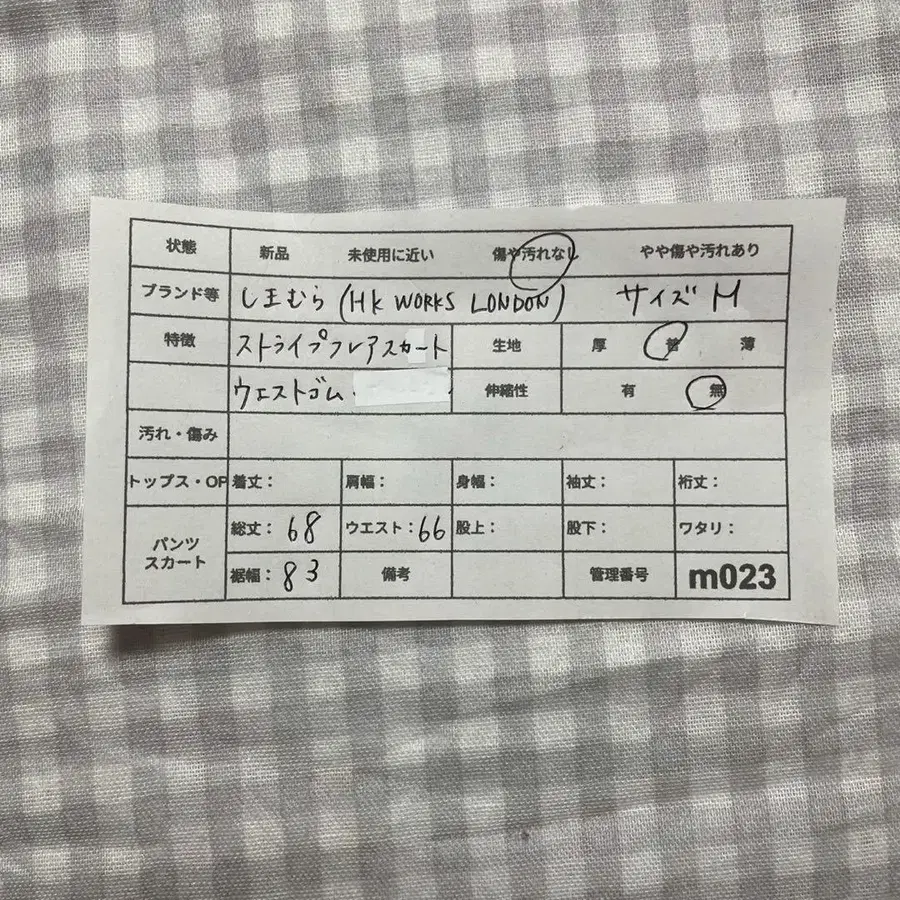 状態 新品 未使用に近い 傷や汚れなし やや傷や汚れあり
ブランド等 しまむら (HK WORKS LONDON) サイズ M
特徴 ストライプフレアスカート 生地 厚 普 薄
ウエストゴム. 伸縮性 有 無
汚れ・傷み
トップス・OP 着丈: 肩幅: 身幅: 袖丈: 裄丈:
パンツ スカート 総丈: 68 ウエスト: 66 股上: 股下: ワタリ:
裾幅: 83 備考 管理番号 m023